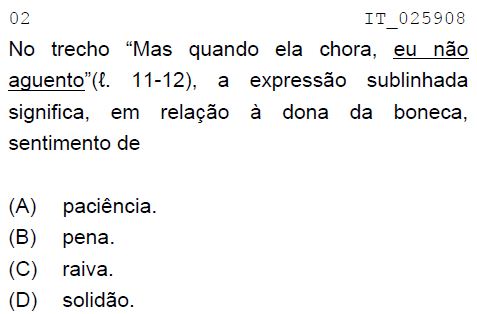 02 IT_025908
No trecho “Mas quando ela chora, eu não
aguento”(ℓ. 11-12), a expressão sublinhada
significa, em relação à dona da boneca,
sentimento de
(A) paciência.
(B) pena.
(C) raiva.
(D) solidão.